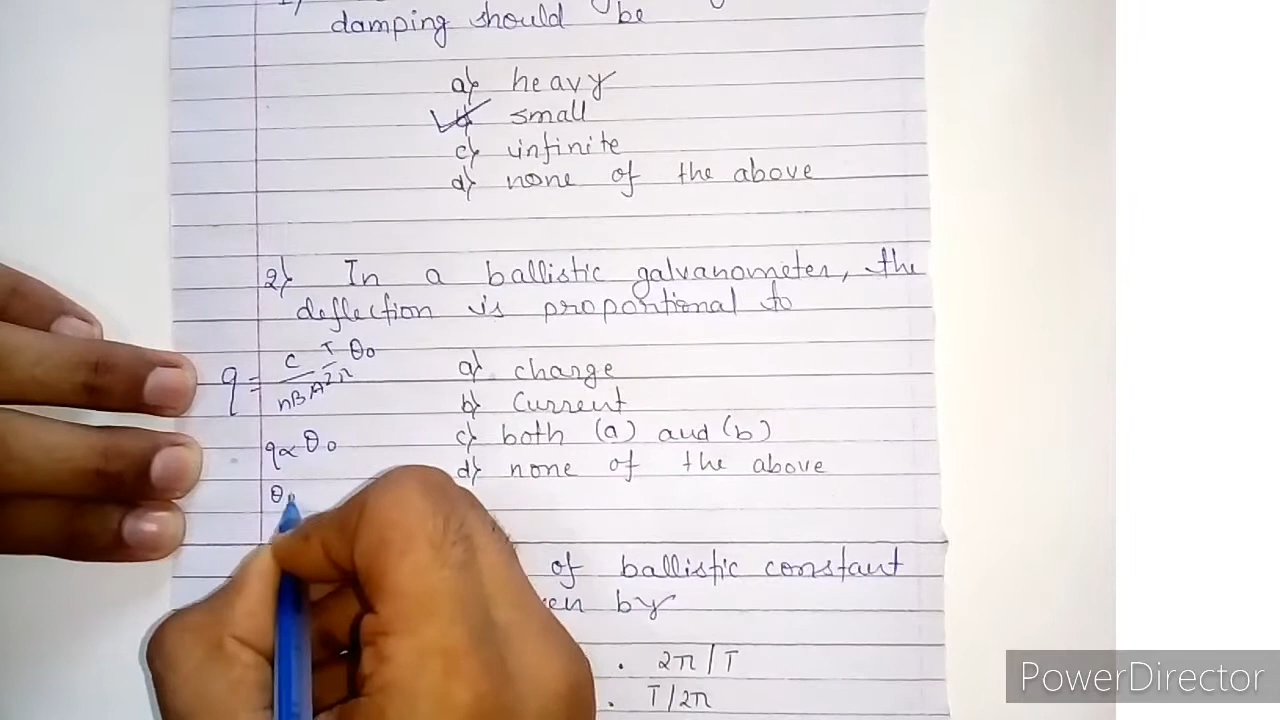 damping should be
a) heavy
b) small
c) infinite
d) none of the above
2) In a ballistic galvanometer, the
deflection is proportional to
q = C/nBA T/2π θ₀
q ∝ θ₀
θ₀
a) charge
b) Current
c) both (a) and (b)
d) none of the above
of ballistic constant
by
. 2π/T
. T/2π
PowerDirector